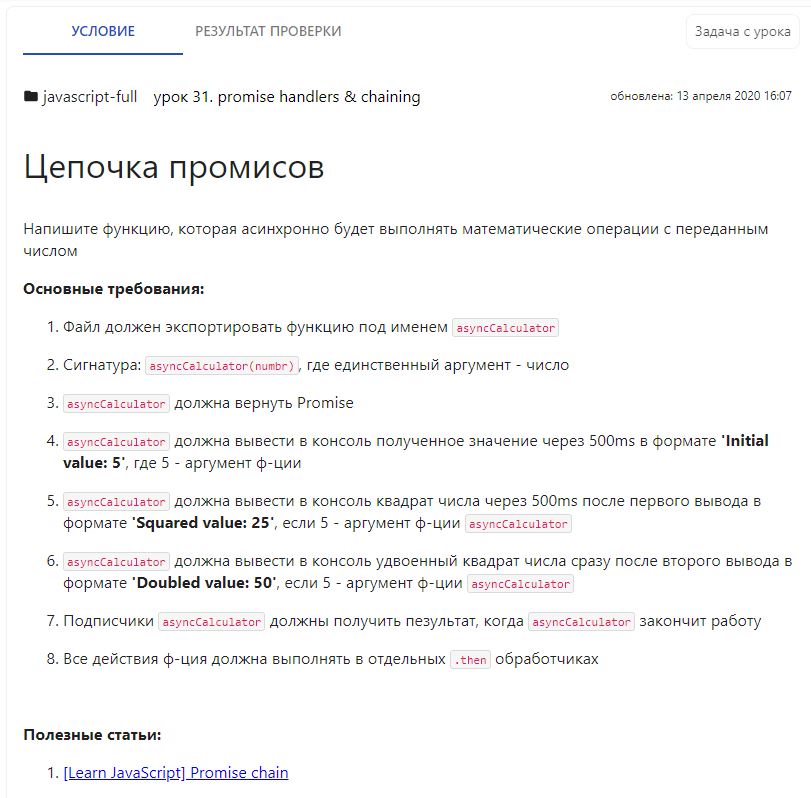 УСЛОВИЕ
РЕЗУЛЬТАТ ПРОВЕРКИ
Задача с урока
javascript-full урок 31. promise handlers & chaining
обновлена: 13 апреля 2020 16:07
Цепочка промисов
Напишите функцию, которая асинхронно будет выполнять математические операции с переданным
числом
Основные требования:
1. Файл должен экспортировать функцию под именем asyncCalculator
2. Сигнатура: asyncCalculator(numbr), где единственный аргумент - число
3. asyncCalculator должна вернуть Promise
4. asyncCalculator должна вывести в консоль полученное значение через 500ms в формате 'Initial
value: 5', где 5 - аргумент ф-ции
5. asyncCalculator должна вывести в консоль квадрат числа через 500ms после первого вывода в
формате 'Squared value: 25', если 5 - аргумент ф-ции asyncCalculator
6. asyncCalculator должна вывести в консоль удвоенный квадрат числа сразу после второго вывода в
формате 'Doubled value: 50', если 5 - аргумент ф-ции asyncCalculator
7. Подписчики asyncCalculator должны получить пезультат, когда asyncCalculator закончит работу
8. Все действия ф-ция должна выполнять в отдельных .then обработчиках
Полезные статьи:
1. [Learn JavaScript] Promise chain